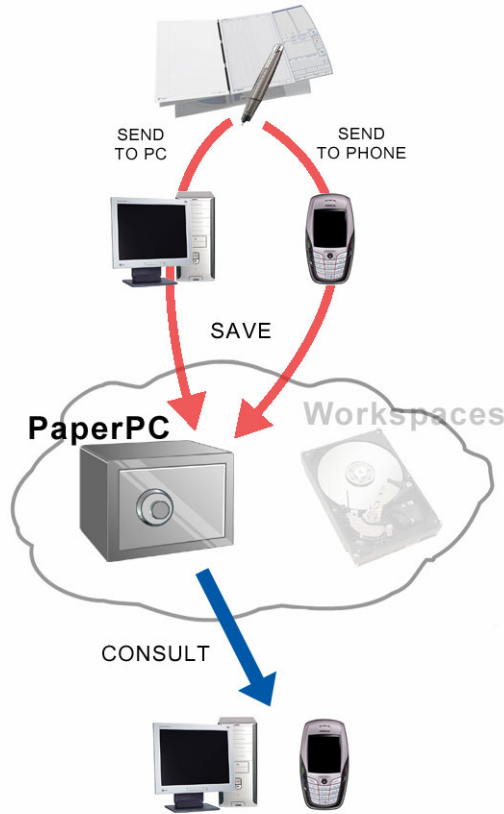 SEND
TO PC
SEND
TO PHONE
SAVE
PaperPC
Workspaces
CONSULT